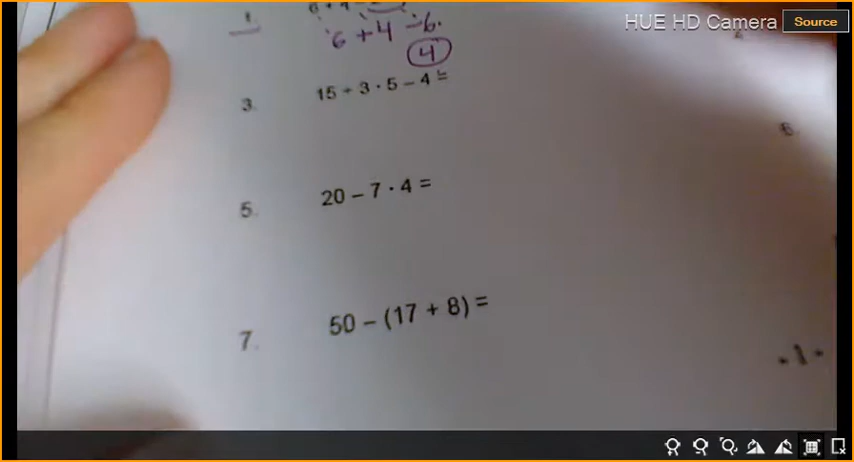 HUE HD Camera Source
1.
6 + 4 - 6.
4
3. 15 ÷ 3 · 5 – 4 =
8.
5. 20 – 7 · 4 =
7. 50 – (17 + 8) =